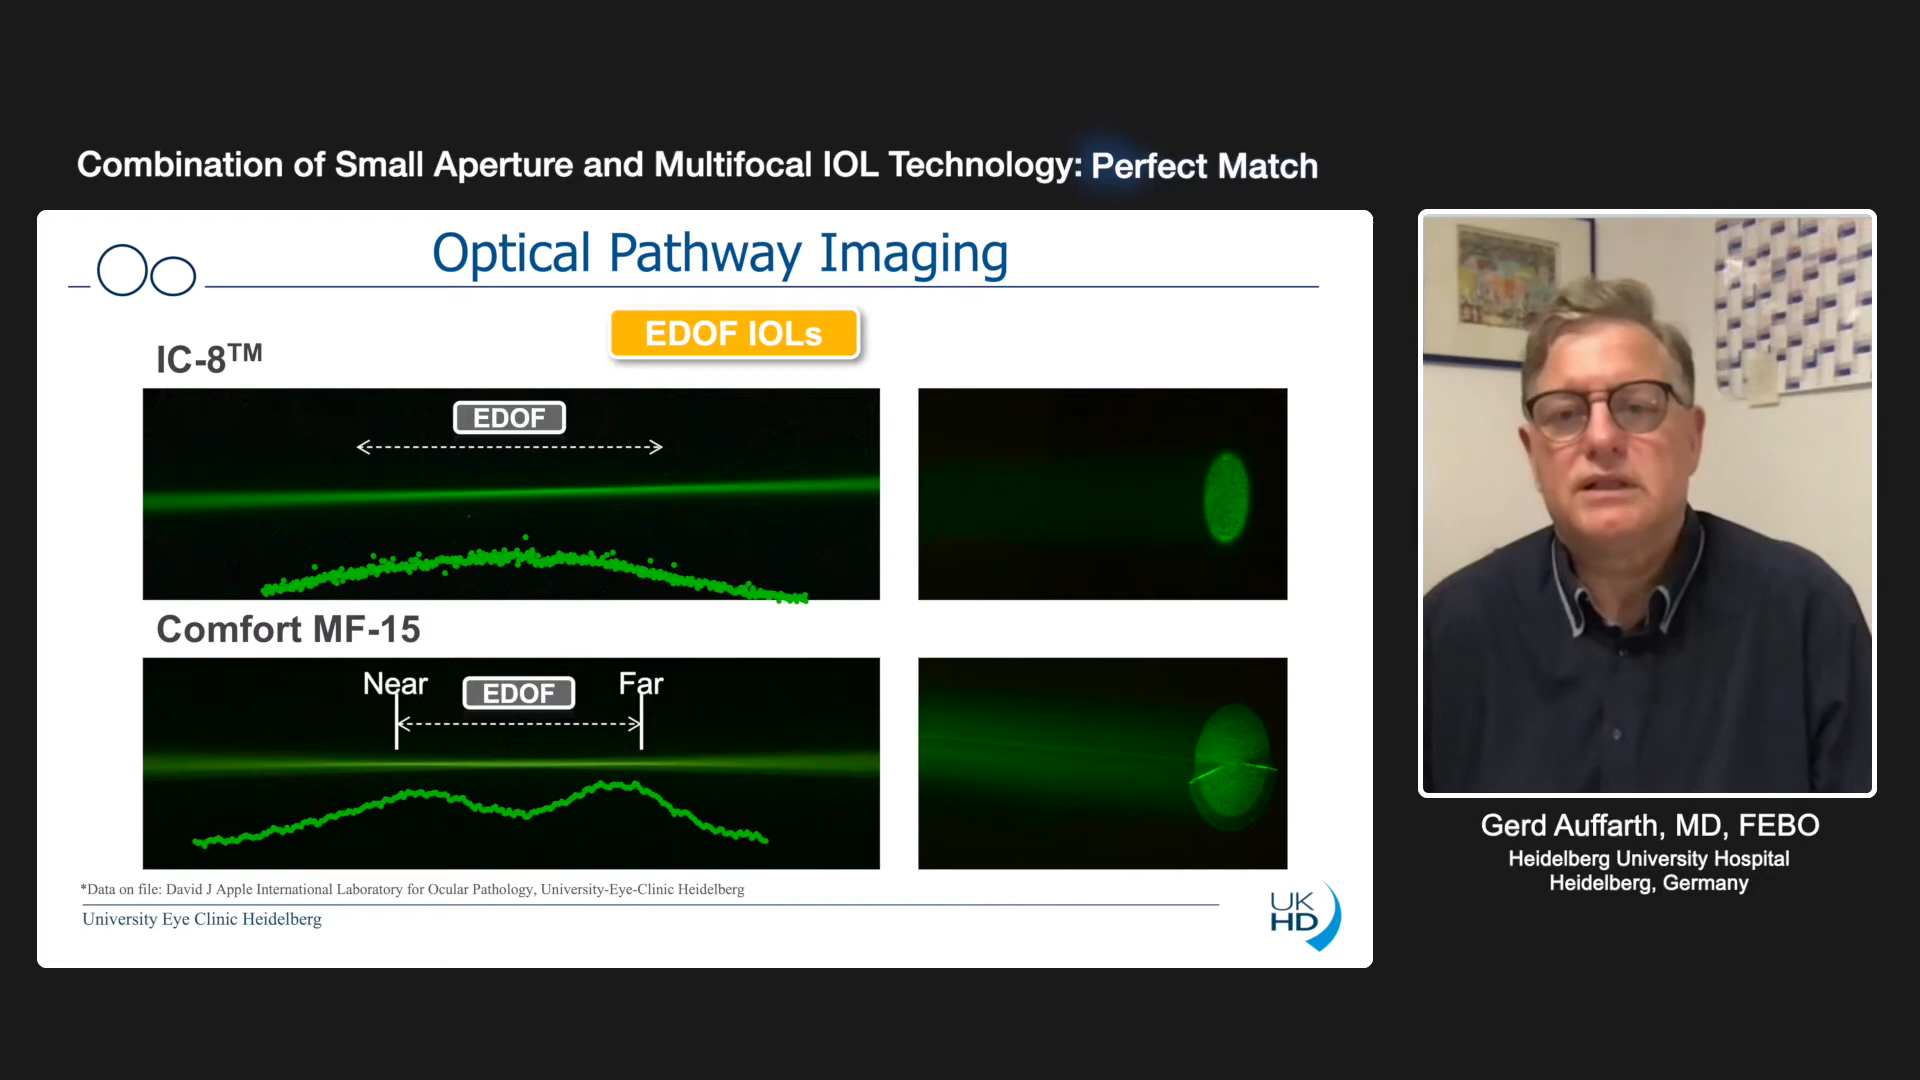 Combination of Small Aperture and Multifocal IOL Technology: Perfect Match
Optical Pathway Imaging
EDOF IOLs
IC-8™
EDOF
Comfort MF-15
Near
EDOF
Far
*Data on file: David J Apple International Laboratory for Ocular Pathology, University-Eye-Clinic Heidelberg
University Eye Clinic Heidelberg
UK
HD
Gerd Auffarth, MD, FEBO
Heidelberg University Hospital
Heidelberg, Germany